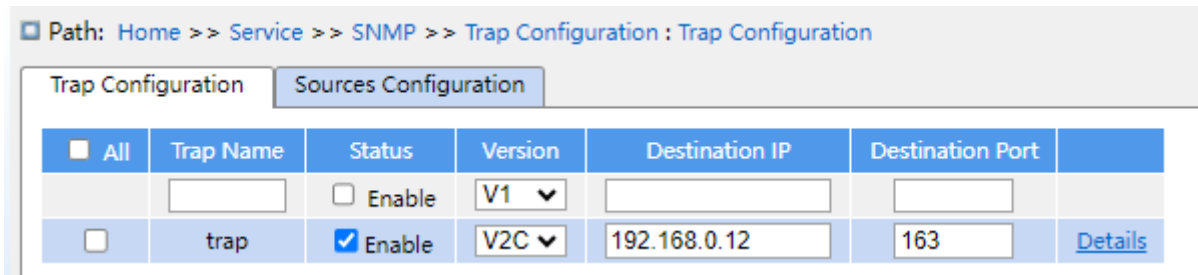 Path: Home >> Service >> SNMP >> Trap Configuration : Trap Configuration
Trap Configuration Sources Configuration
All Trap Name Status Version Destination IP Destination Port
Enable V1
trap Enable V2C 192.168.0.12 163 Details